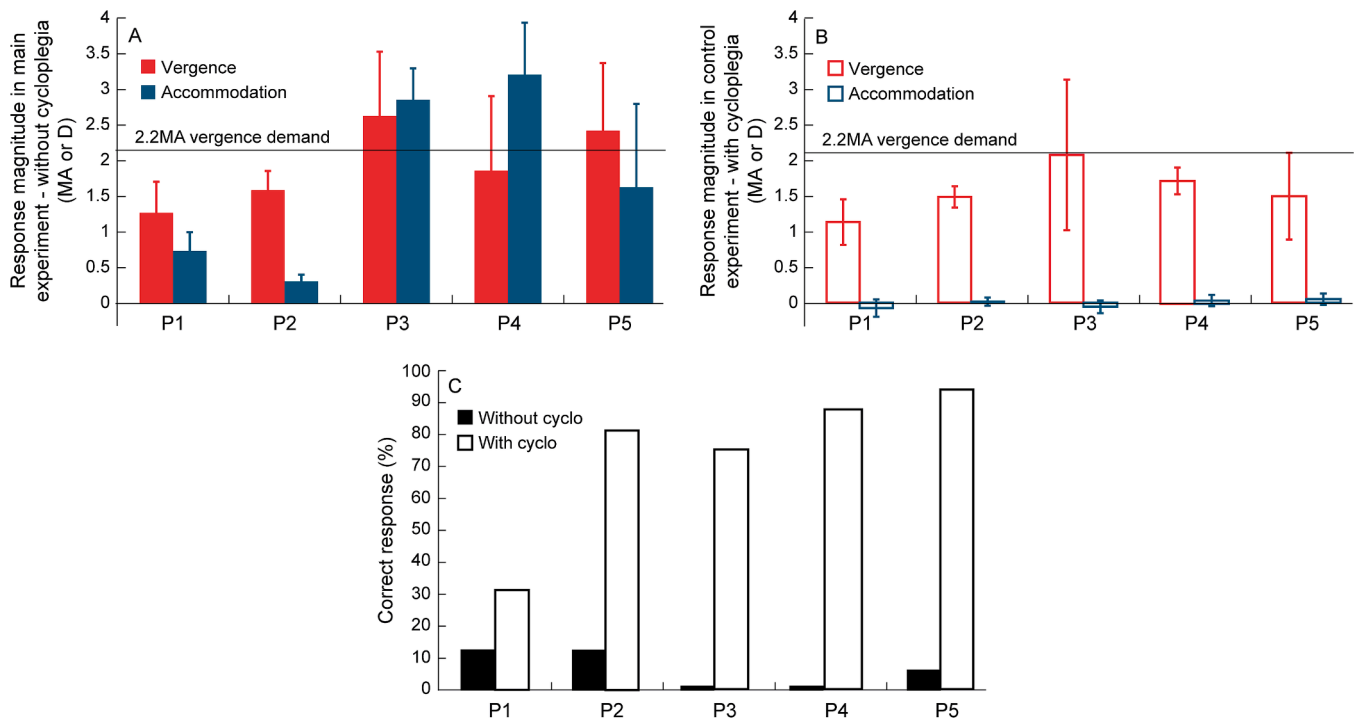 A
Response magnitude in main
experiment - without cycloplegia
(MA or D)
4
3.5
3
2.5
2
1.5
1
0.5
0
Vergence
Accommodation
2.2MA vergence demand
P1 P2 P3 P4 P5
B
Response magnitude in control
experiment - with cycloplegia
(MA or D)
4
3.5
3
2.5
2
1.5
1
0.5
0
Vergence
Accommodation
2.2MA vergence demand
P1 P2 P3 P4 P5
C
Correct response (%)
100
90
80
70
60
50
40
30
20
10
0
Without cyclo
With cyclo
P1 P2 P3 P4 P5